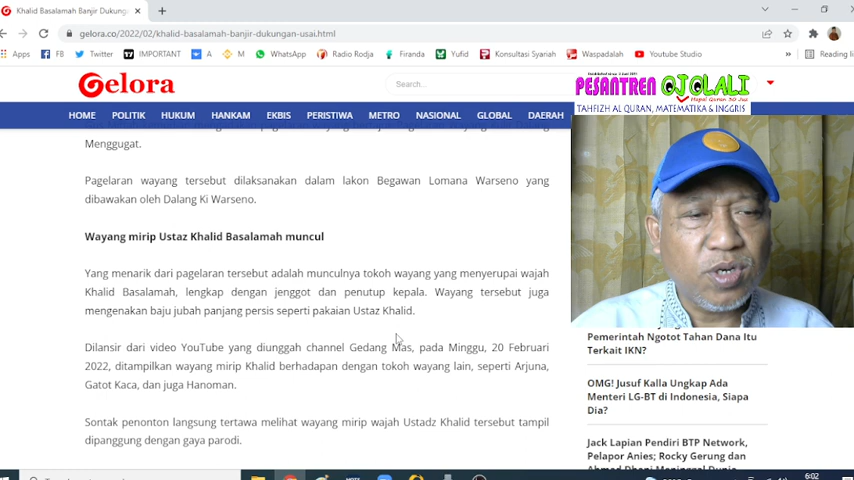 Khalid Basalamah Banjir Dukung
gelora.co/2022/02/khalid-basalamah-banjir-dukungan-usai.html
Apps FB Twitter IMPORTANT A M WhatsApp Radio Rodja Firanda Yufid Konsultasi Syariah Waspadalah YouTube Studio Reading li
Gelora
Search...
PESANTREN OJOLALI
Hapal Quran 30 Juz
TAHFIZH AL QURAN, MATEMATIKA & INGGRIS
HOME POLITIK HUKUM HANKAM EKBIS PERISTIWA METRO NASIONAL GLOBAL DAERAH
Menggugat.
Pagelaran wayang tersebut dilaksanakan dalam lakon Begawan Lomana Warseno yang
dibawakan oleh Dalang Ki Warseno.
Wayang mirip Ustaz Khalid Basalamah muncul
Yang menarik dari pagelaran tersebut adalah munculnya tokoh wayang yang menyerupai wajah
Khalid Basalamah, lengkap dengan jenggot dan penutup kepala. Wayang tersebut juga
mengenakan baju jubah panjang persis seperti pakaian Ustaz Khalid.
Dilansir dari video YouTube yang diunggah channel Gedang Mas, pada Minggu, 20 Februari
2022, ditampilkan wayang mirip Khalid berhadapan dengan tokoh wayang lain, seperti Arjuna,
Gatot Kaca, dan juga Hanoman.
Sontak penonton langsung tertawa melihat wayang mirip wajah Ustadz Khalid tersebut tampil
dipanggung dengan gaya parodi.
Pemerintah Ngotot Tahan Dana Itu
Terkait IKN?
OMG! Jusuf Kalla Ungkap Ada
Menteri LG-BT di Indonesia, Siapa
Dia?
Jack Lapian Pendiri BTP Network,
Pelapor Anies; Rocky Gerung dan
Ahmad Dhani Meninggal Dunia
6:02